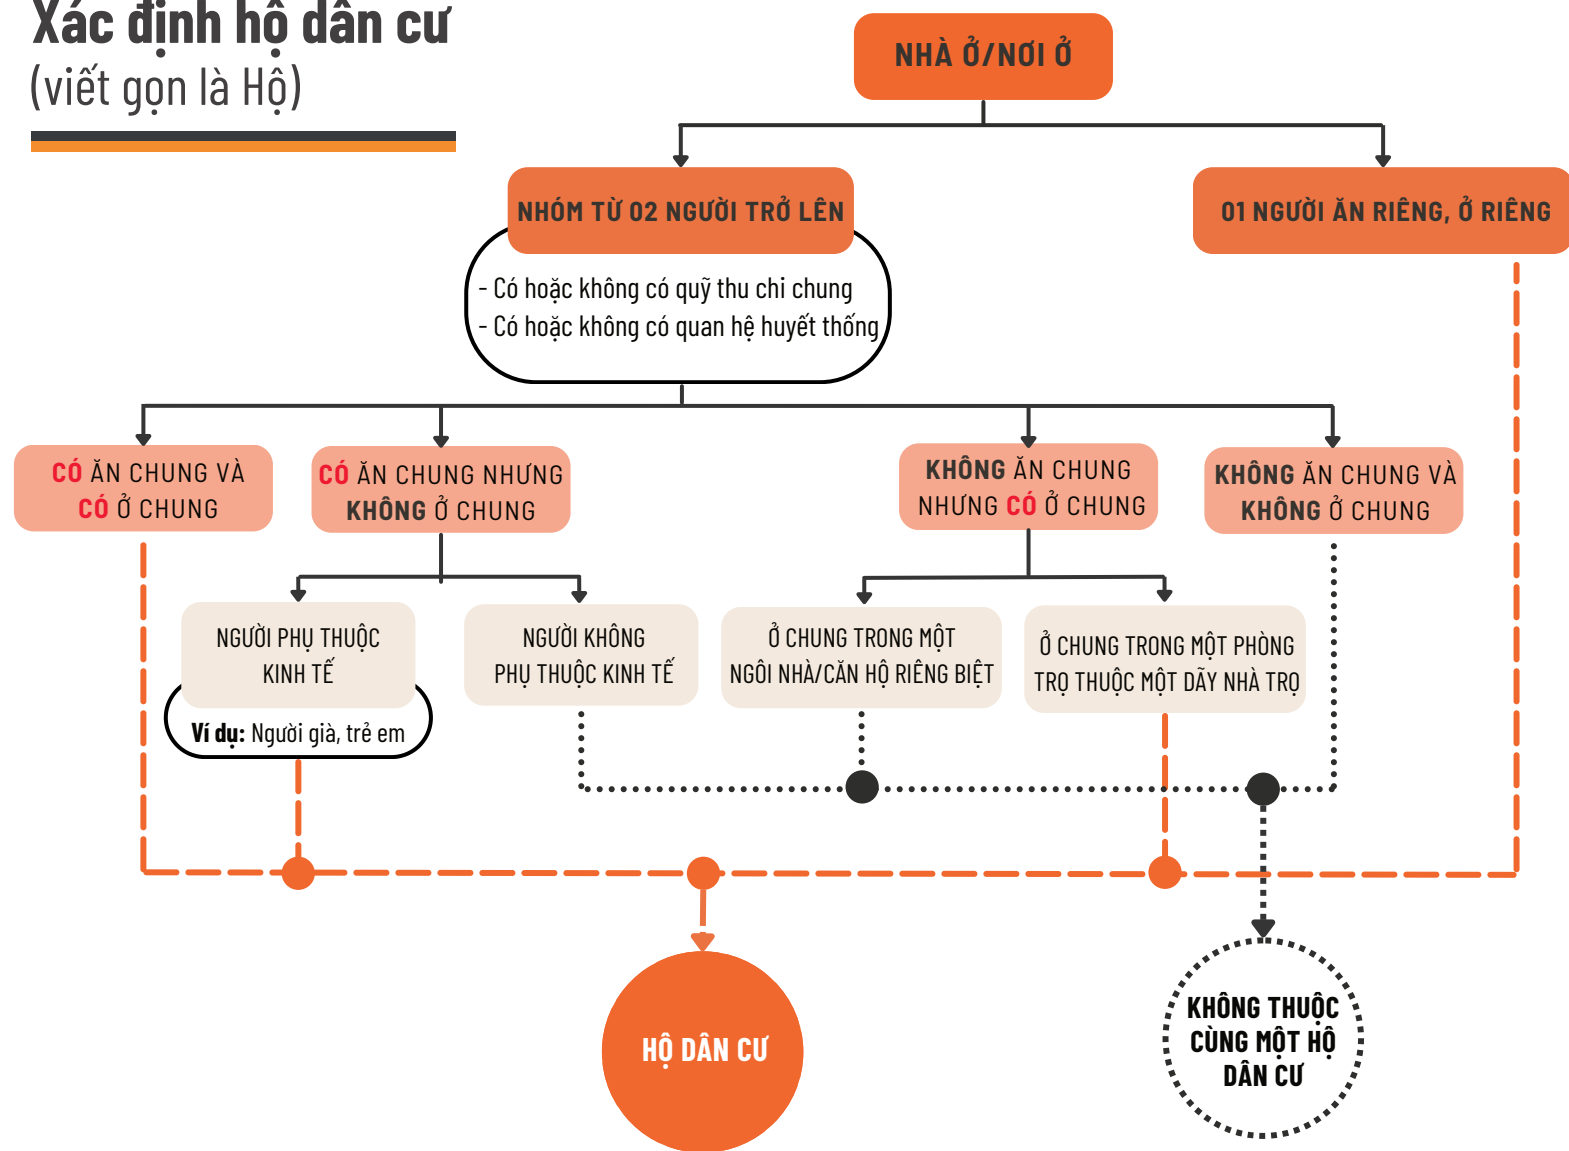 Xác định hộ dân cư
(viết gọn là Hộ)
NHÀ Ở/NƠI Ở
NHÓM TỪ 02 NGƯỜI TRỞ LÊN
01 NGƯỜI ĂN RIÊNG, Ở RIÊNG
- Có hoặc không có quỹ thu chi chung
- Có hoặc không có quan hệ huyết thống
CÓ ĂN CHUNG VÀ
CÓ Ở CHUNG
CÓ ĂN CHUNG NHƯNG
KHÔNG Ở CHUNG
KHÔNG ĂN CHUNG
NHƯNG CÓ Ở CHUNG
KHÔNG ĂN CHUNG VÀ
KHÔNG Ở CHUNG
NGƯỜI PHỤ THUỘC
KINH TẾ
Ví dụ: Người già, trẻ em
NGƯỜI KHÔNG
PHỤ THUỘC KINH TẾ
Ở CHUNG TRONG MỘT
NGÔI NHÀ/CĂN HỘ RIÊNG BIỆT
Ở CHUNG TRONG MỘT PHÒNG
TRỌ THUỘC MỘT DÃY NHÀ TRỌ
HỘ DÂN CƯ
KHÔNG THUỘC
CÙNG MỘT HỘ
DÂN CƯ